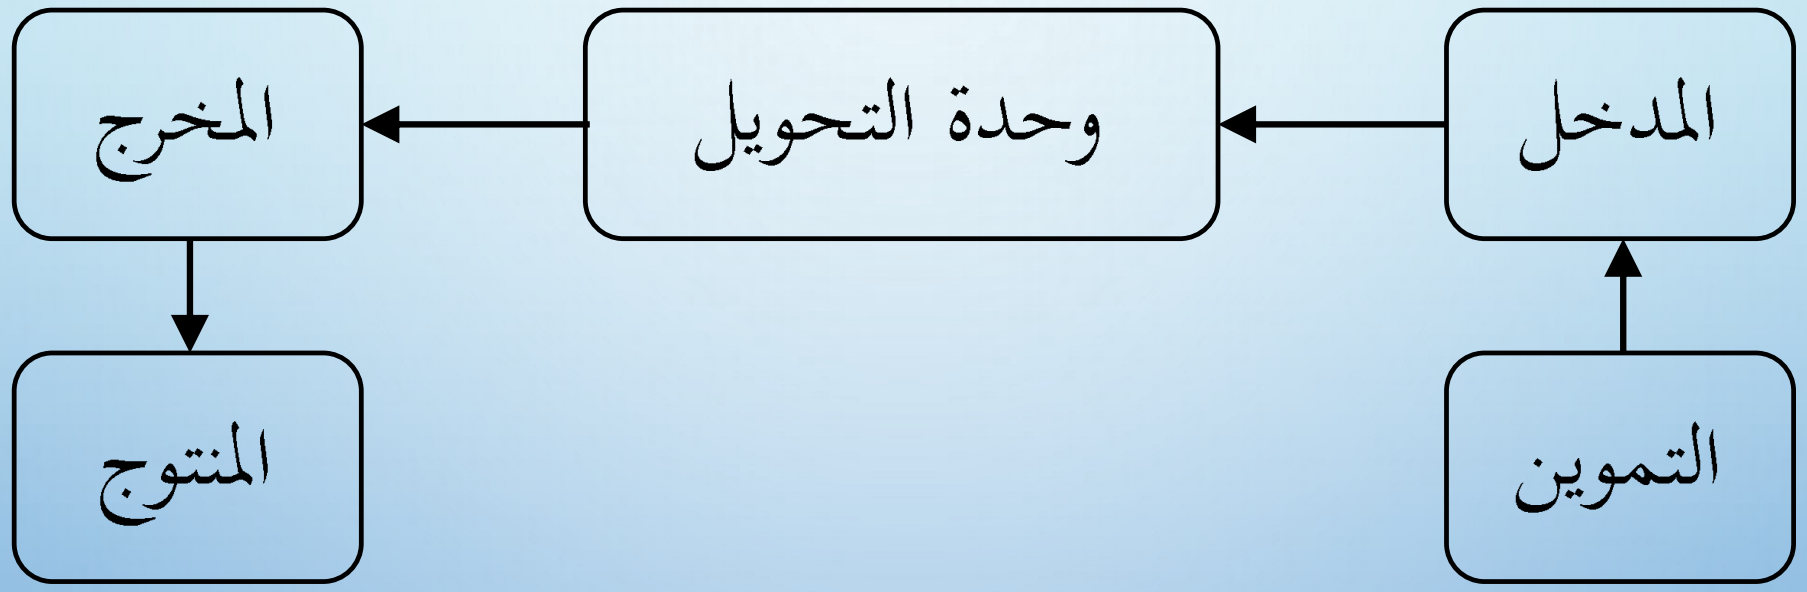 المدخل
وحدة التحويل
المخرج
التموين
المنتوج